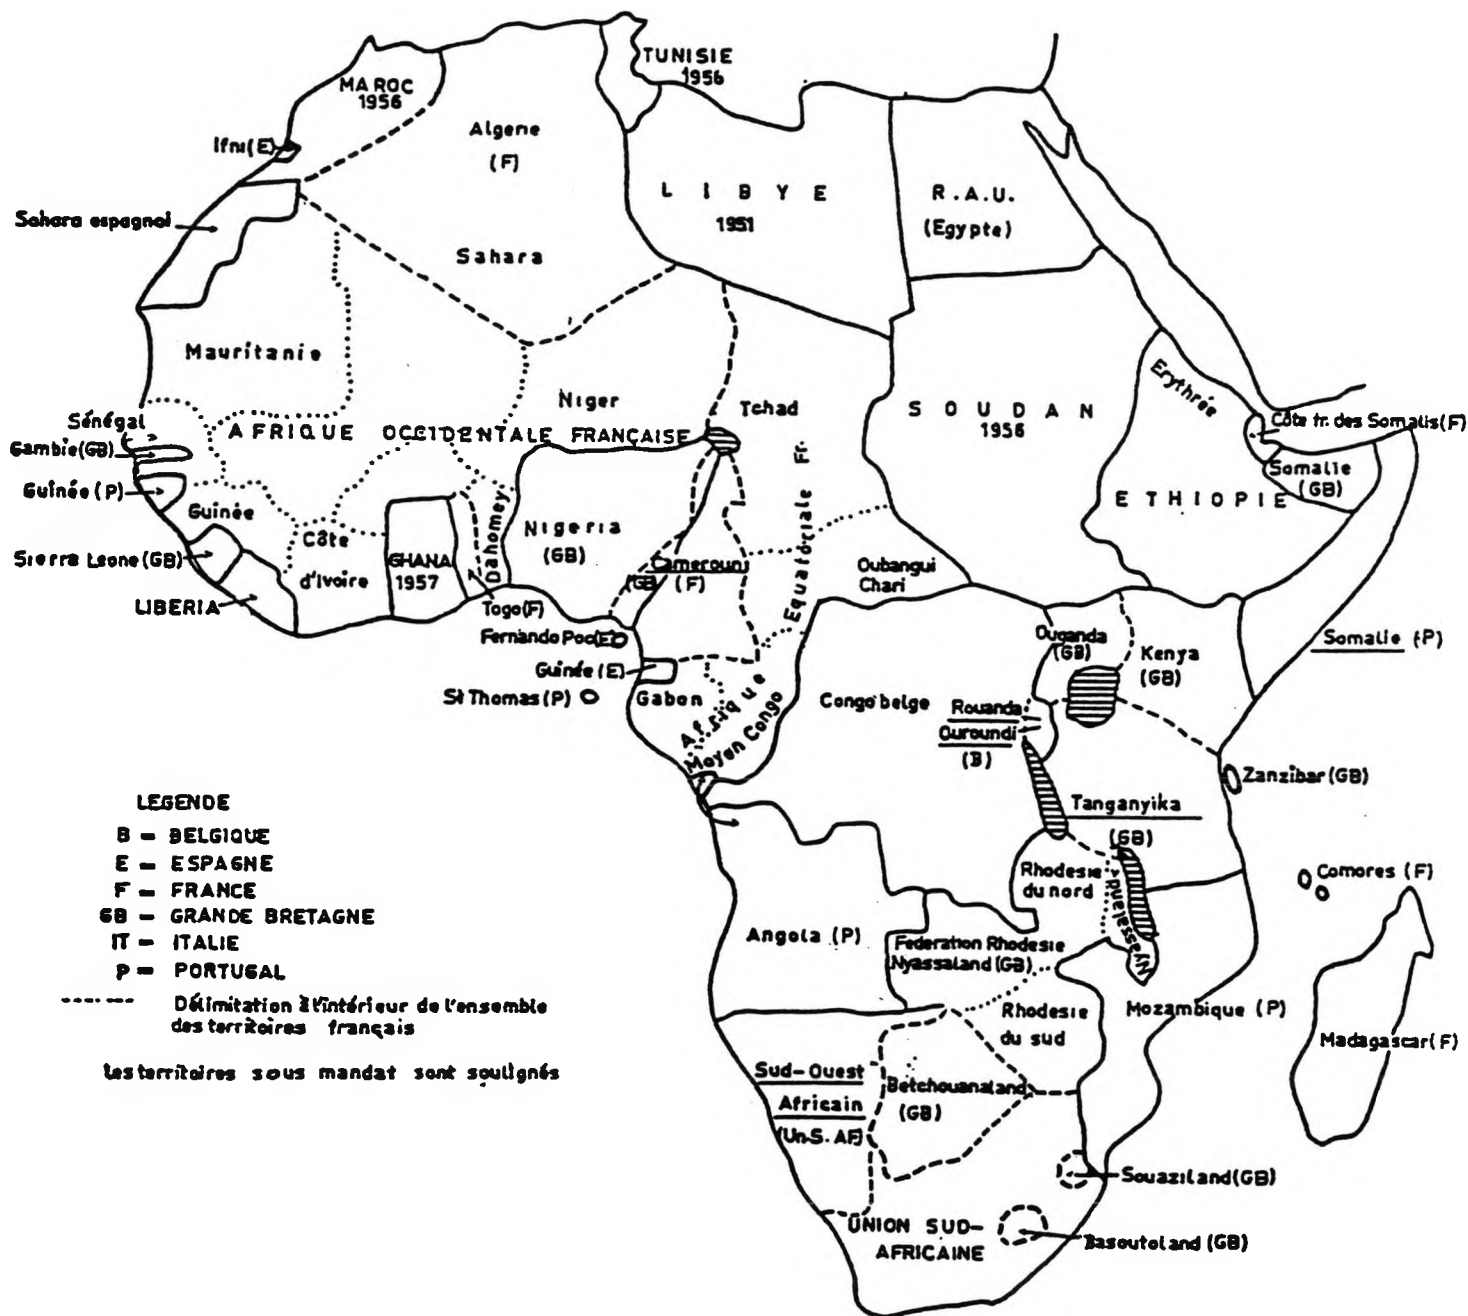 TUNISIE
1956
MAROC
1956
Ifni(E)
Algerie
(F)
LIBYE
1951
R.A.U.
(Egypte)
Sahara espagnol
Sahara
Mauritanie
Erythrée
Niger
Tchad
SOUDAN
1956
Sénégal
AFRIQUE OCCIDENTALE FRANÇAISE
Côte fr. des Somalis(F)
Gambie(GB)
Somalie
(GB)
Guinée(P)
ETHIOPIE
Guinée
Dahomey
Nigeria
(GB)
Equatoriale Fr.
Côte
d'Ivoire
GHANA
1957
Sierra Leone(GB)
Cameroun
(GB)
(F)
Oubangui
Chari
LIBERIA
Togo(F)
Fernando Poo(E)
Ouganda
(GB)
Kenya
(GB)
Somalie (P)
Guinée(E)
St Thomas(P)
Gabon
Afrique
Moyen Congo
Congo belge
Rouanda
Ouroundi
(B)
Zanzibar(GB)
Tanganyika
(GB)
LEGENDE
B = BELGIQUE
E = ESPAGNE
F = FRANCE
GB = GRANDE BRETAGNE
IT = ITALIE
P = PORTUGAL
Délimitation à l'intérieur de l'ensemble
des territoires français
Les territoires sous mandat sont soulignés
Rhodesie
du nord
Nyassaland
Comores (F)
Angola (P)
Federation Rhodesie
Nyassaland(GB)
Rhodesie
du sud
Mozambique (P)
Madagascar(F)
Sud-Ouest
Africain
(Un.S. AF)
Betchouanaland
(GB)
Souaziland(GB)
UNION SUD-
AFRICAINE
Basoutoland (GB)